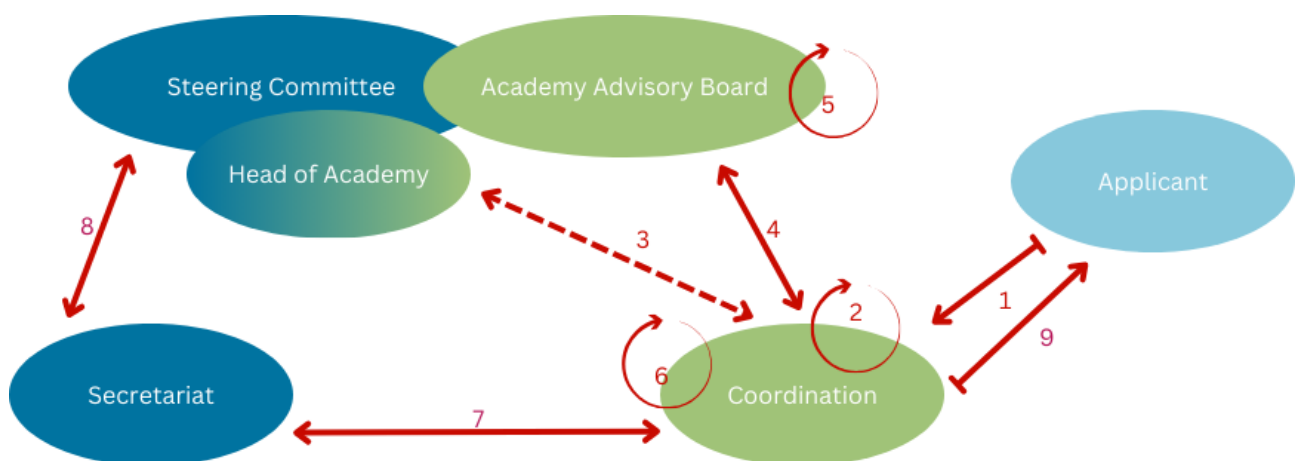 Steering Committee
Academy Advisory Board
5
Head of Academy
Applicant
8
3
4
1
2
9
6
Secretariat
Coordination
7